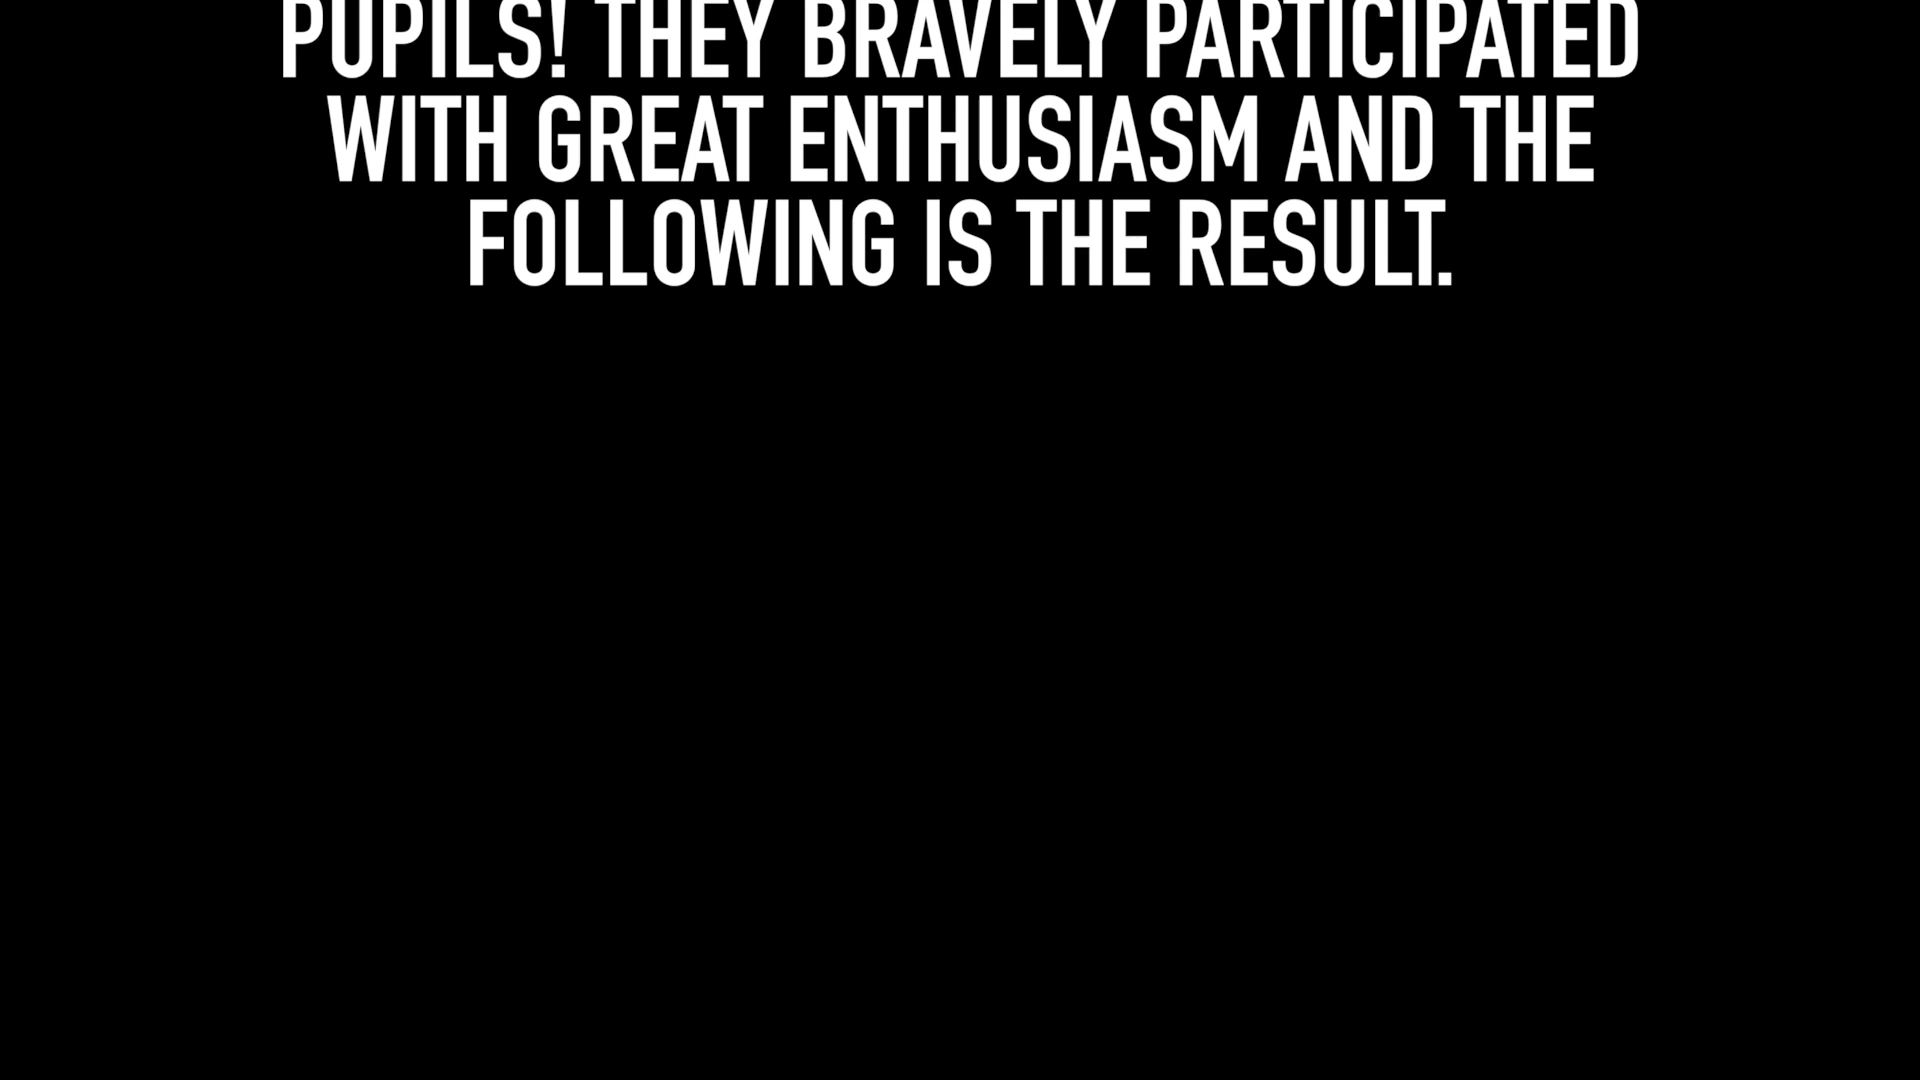 PUPILS! THEY BRAVELY PARTICIPATED
WITH GREAT ENTHUSIASM AND THE
FOLLOWING IS THE RESULT.